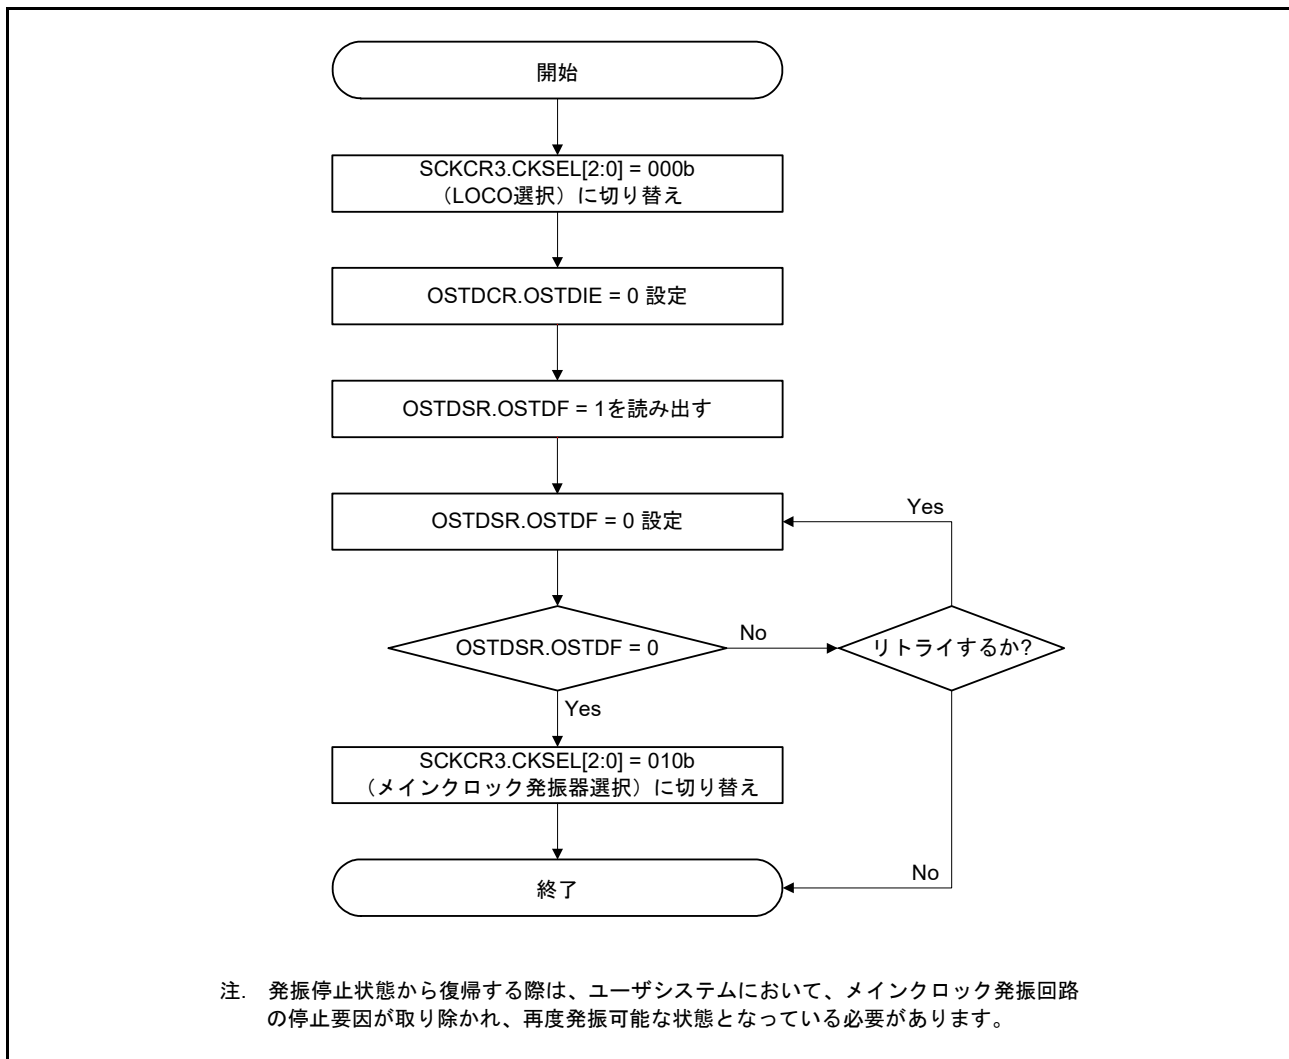 開始
SCKCR3.CKSEL[2:0] = 000b
（LOCO選択）に切り替え
OSTDCR.OSTDIE = 0 設定
OSTDSR.OSTDF = 1を読み出す
OSTDSR.OSTDF = 0 設定
Yes
OSTDSR.OSTDF = 0
No
リトライするか?
Yes
SCKCR3.CKSEL[2:0] = 010b
（メインクロック発振器選択）に切り替え
No
終了
注. 発振停止状態から復帰する際は、ユーザシステムにおいて、メインクロック発振回路
の停止要因が取り除かれ、再度発振可能な状態となっている必要があります。